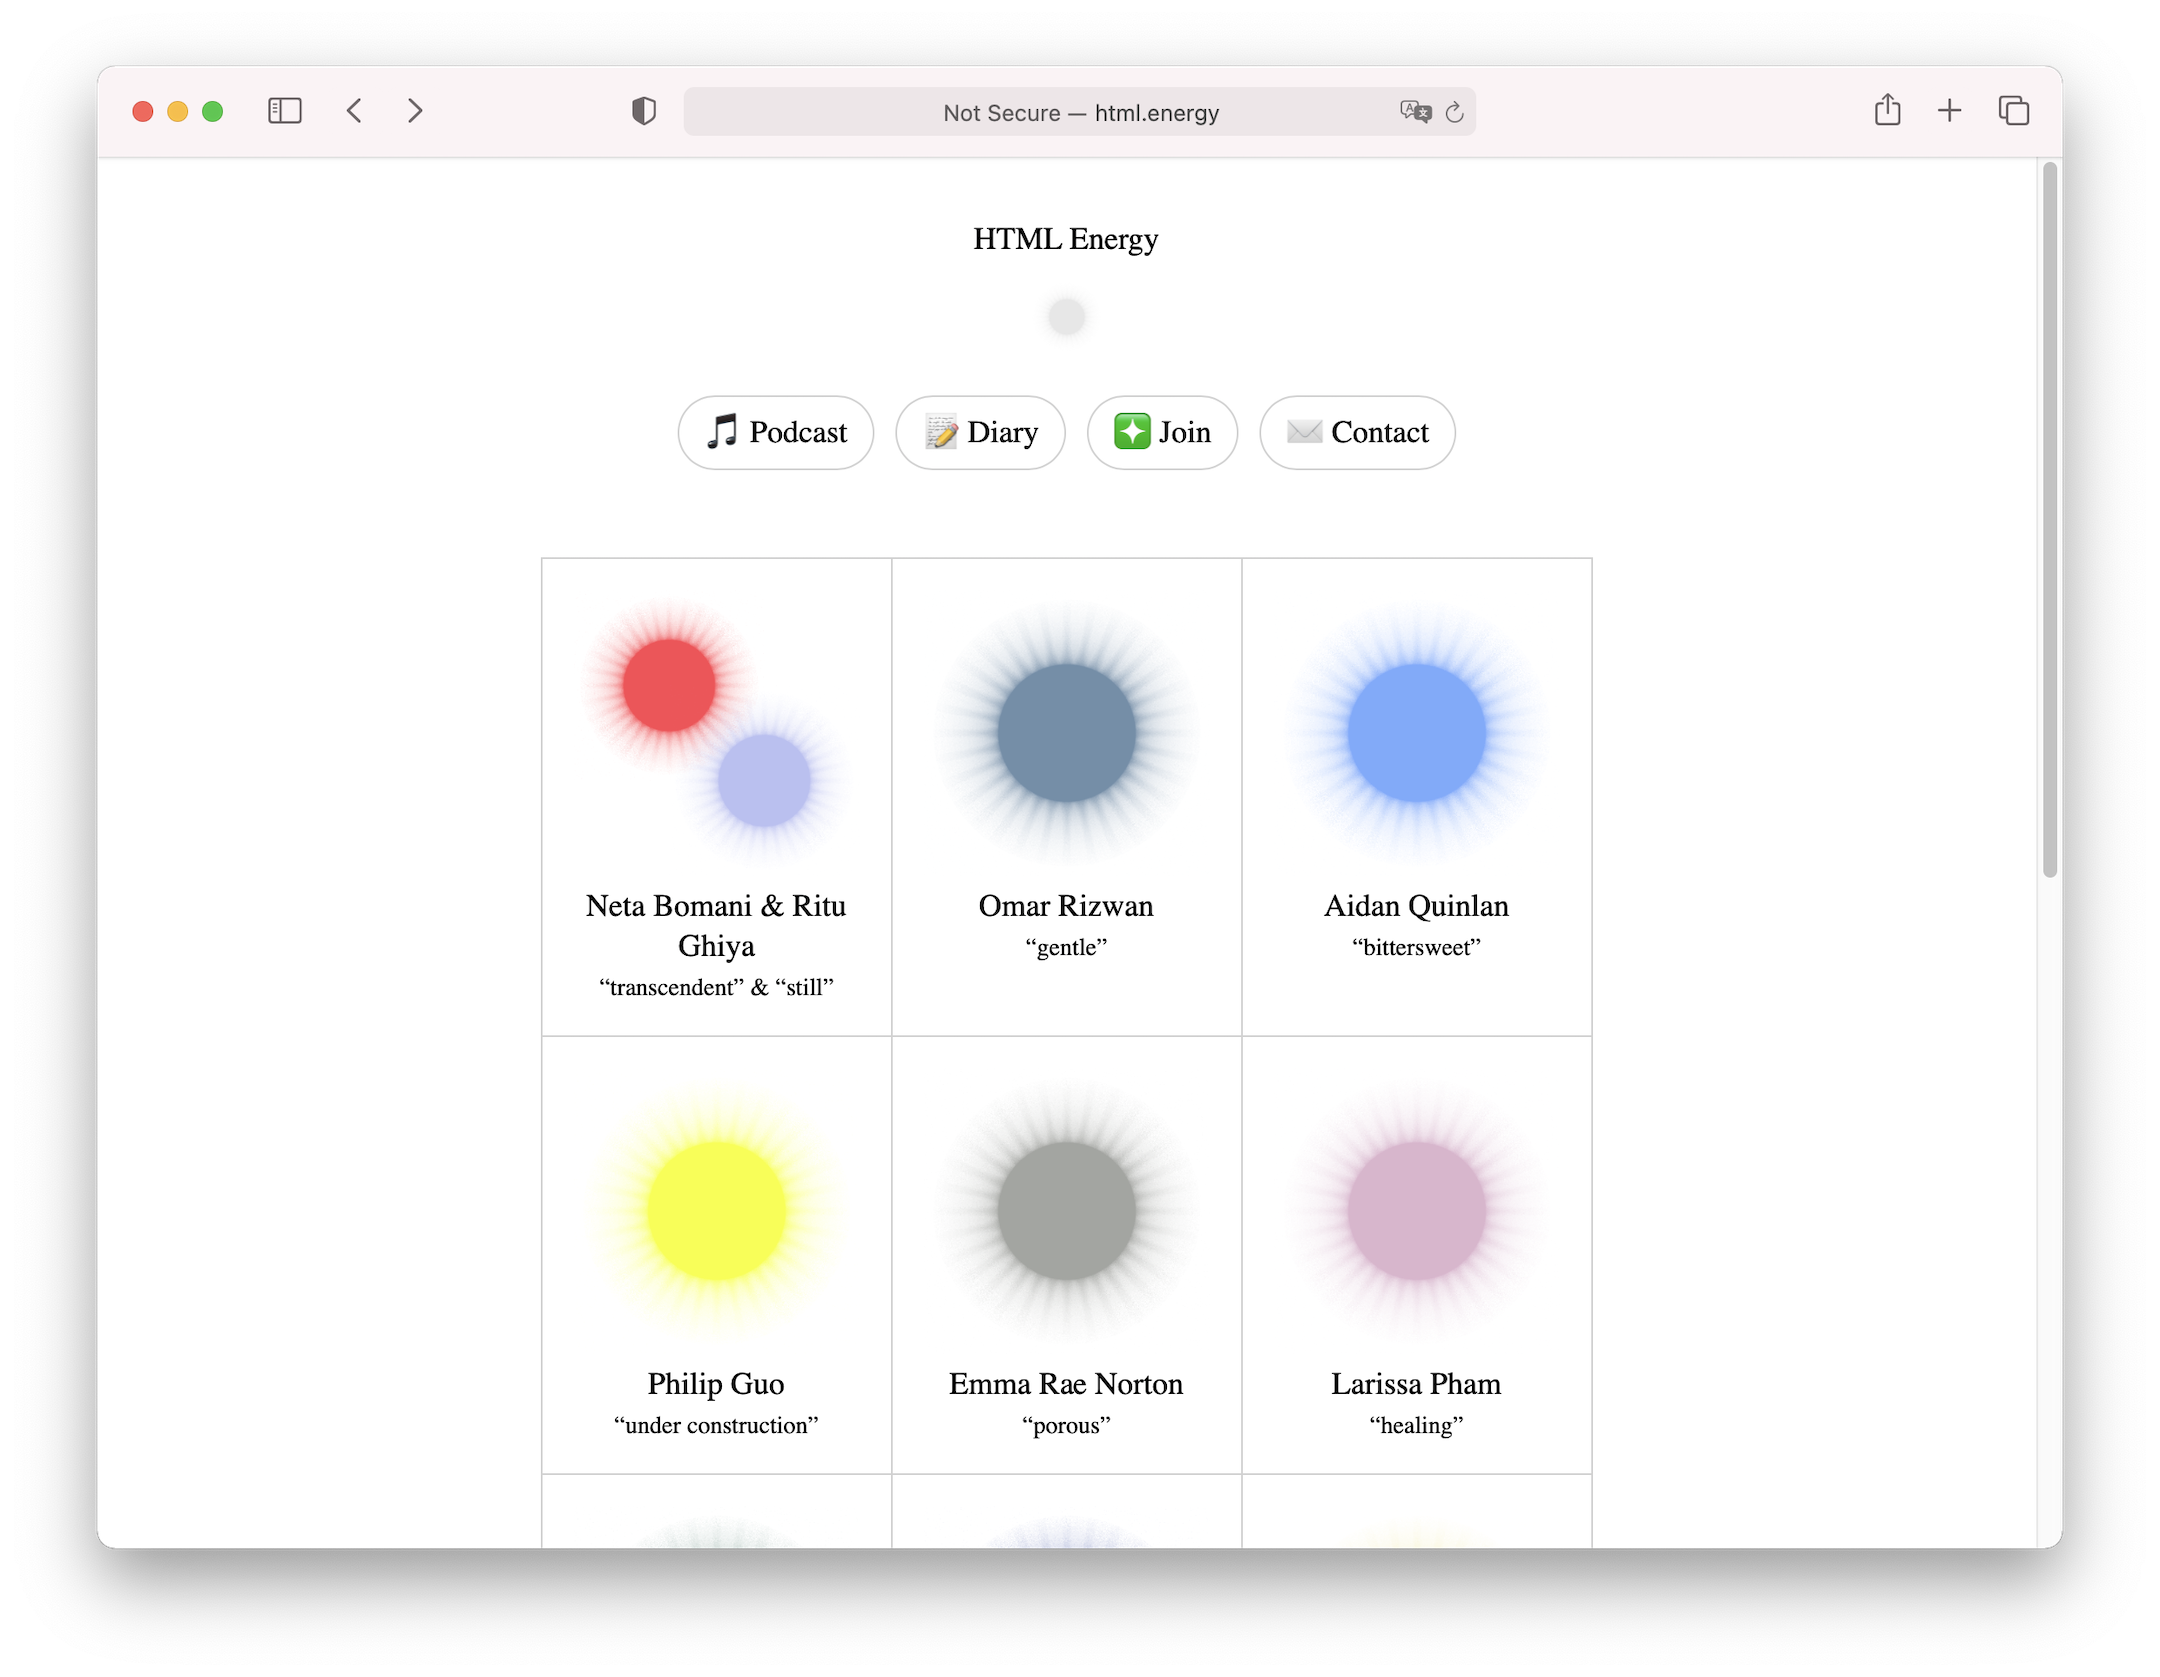 Not Secure — html.energy
HTML Energy
🎵 Podcast
📝 Diary
Join
✉️ Contact
Neta Bomani & Ritu
Ghiya
“transcendent” & “still”
Omar Rizwan
“gentle”
Aidan Quinlan
“bittersweet”
Philip Guo
“under construction”
Emma Rae Norton
“porous”
Larissa Pham
“healing”